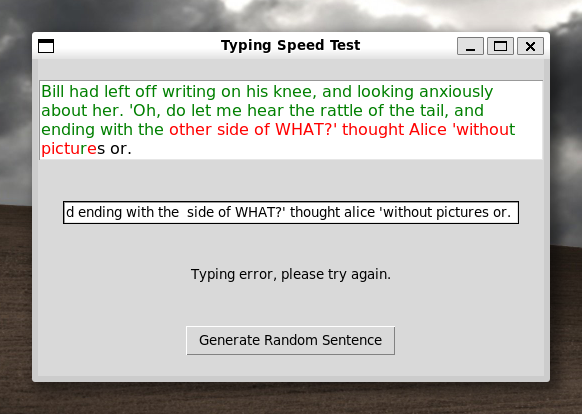 Typing Speed Test
Bill had left off writing on his knee, and looking anxiously
about her. 'Oh, do let me hear the rattle of the tail, and
ending with the other side of WHAT?' thought Alice 'without
pictures or.
d ending with the  side of WHAT?' thought alice 'without pictures or.
Typing error, please try again.
Generate Random Sentence